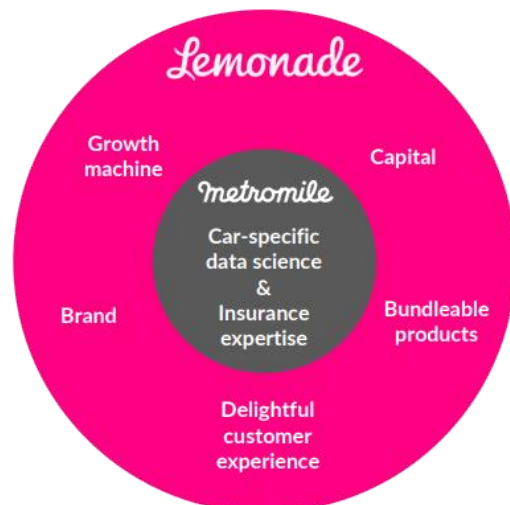 Lemonade
Growth
machine
Capital
metromile
Car-specific
data science
&
Insurance
expertise
Brand
Bundleable
products
Delightful
customer
experience